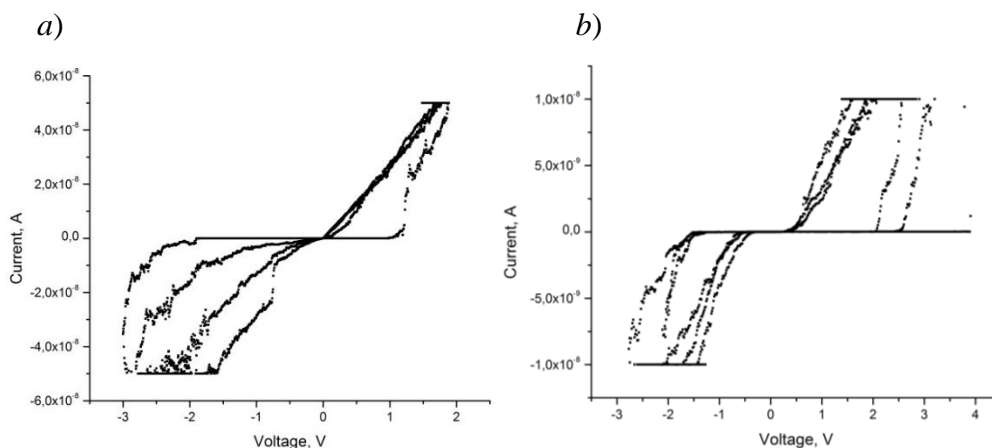 a)
6,0x10⁻⁸
4,0x10⁻⁸
2,0x10⁻⁸
0,0
-2,0x10⁻⁸
-4,0x10⁻⁸
-6,0x10⁻⁸
Current, A
-3 -2 -1 0 1 2
Voltage, V
b)
1,0x10⁻⁸
5,0x10⁻⁹
0,0
-5,0x10⁻⁹
-1,0x10⁻⁸
Current, A
-3 -2 -1 0 1 2 3 4
Voltage, V